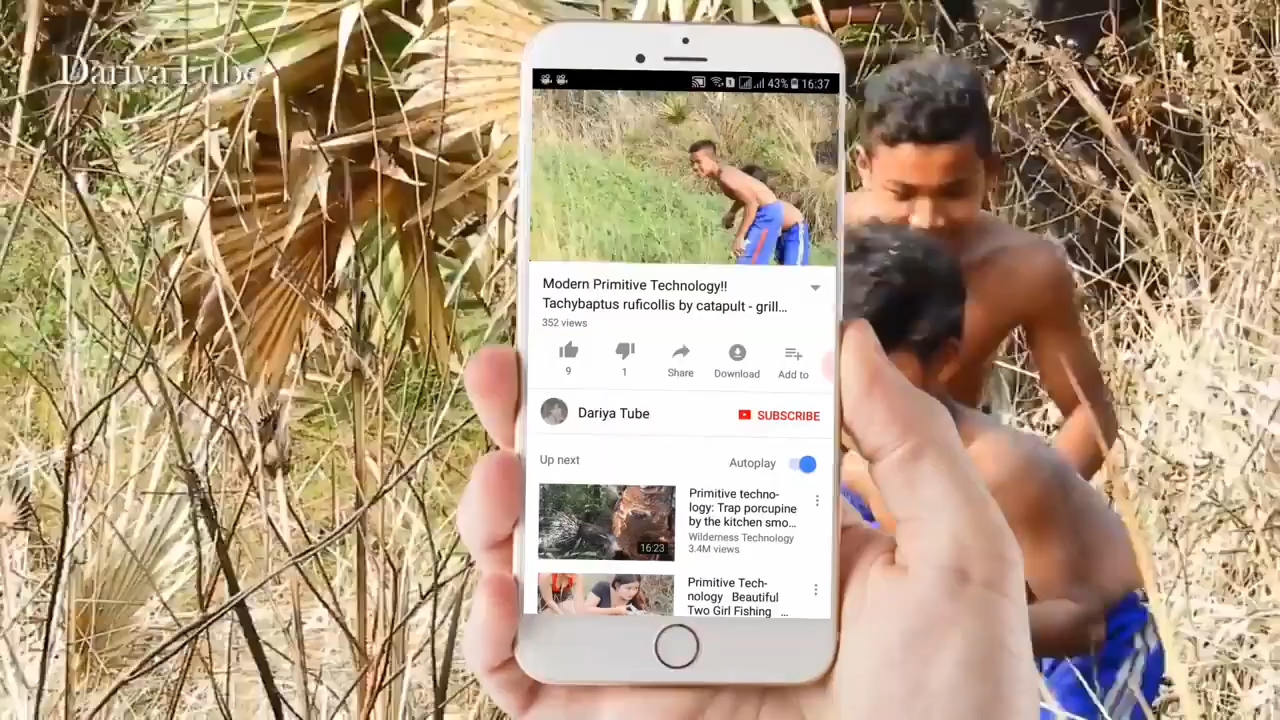 Dariya Tube
43% 16:37
Modern Primitive Technology!!
Tachybaptus ruficollis by catapult - grill...
352 views
9
1
Share
Download
Add to
Dariya Tube
SUBSCRIBE
Up next
Autoplay
Primitive techno-
logy: Trap porcupine
by the kitchen smo...
Wilderness Technology
3.4M views
16:23
Primitive Tech-
nology Beautiful
Two Girl Fishing ...